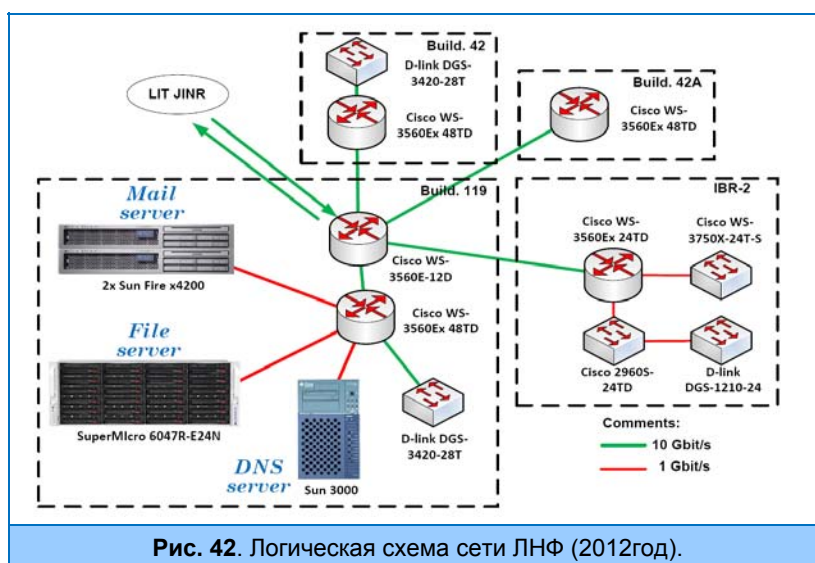 Build. 42
D-link DGS-
3420-28T
Cisco WS-
3560Ex 48TD
LIT JINR
Build. 42A
Cisco WS-
3560Ex 48TD
Build. 119
Mail
server
2x Sun Fire x4200
Cisco WS-
3560E-12D
Cisco WS-
3560Ex 48TD
File
server
SuperMIcro 6047R-E24N
DNS
server
Sun 3000
D-link DGS-
3420-28T
IBR-2
Cisco WS-
3560Ex 24TD
Cisco WS-
3750X-24T-S
Cisco 2960S-
24TD
D-link
DGS-1210-24
Comments:
10 Gbit/s
1 Gbit/s
Рис. 42. Логическая схема сети ЛНФ (2012год).